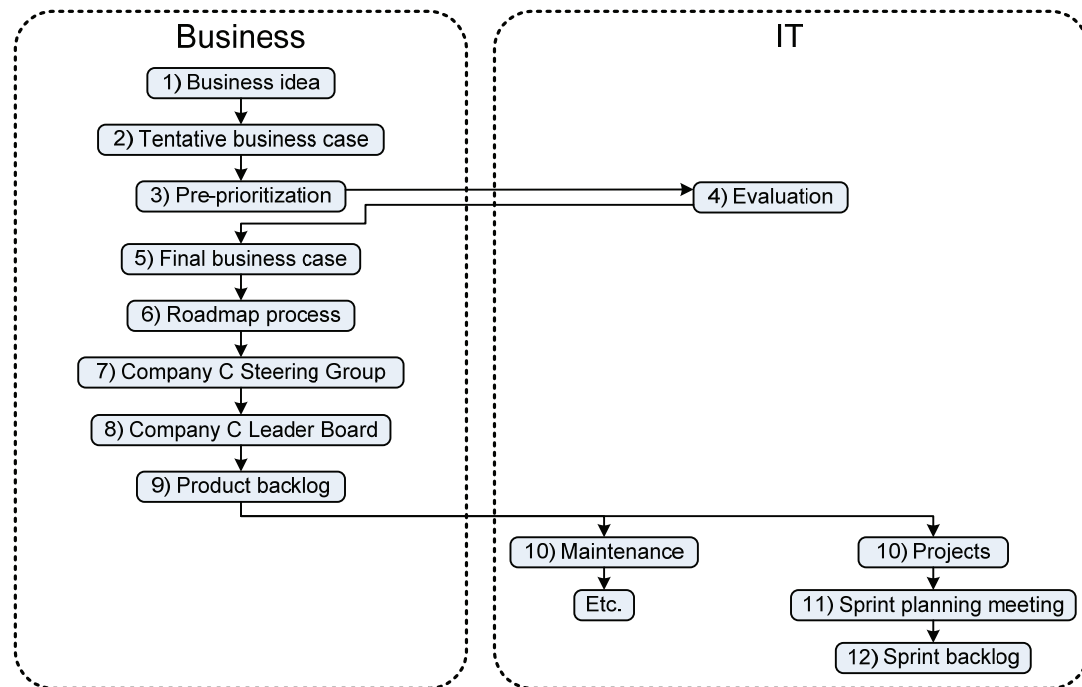 Business
IT
1) Business idea
2) Tentative business case
3) Pre-prioritization
4) Evaluation
5) Final business case
6) Roadmap process
7) Company C Steering Group
8) Company C Leader Board
9) Product backlog
10) Maintenance
10) Projects
Etc.
11) Sprint planning meeting
12) Sprint backlog